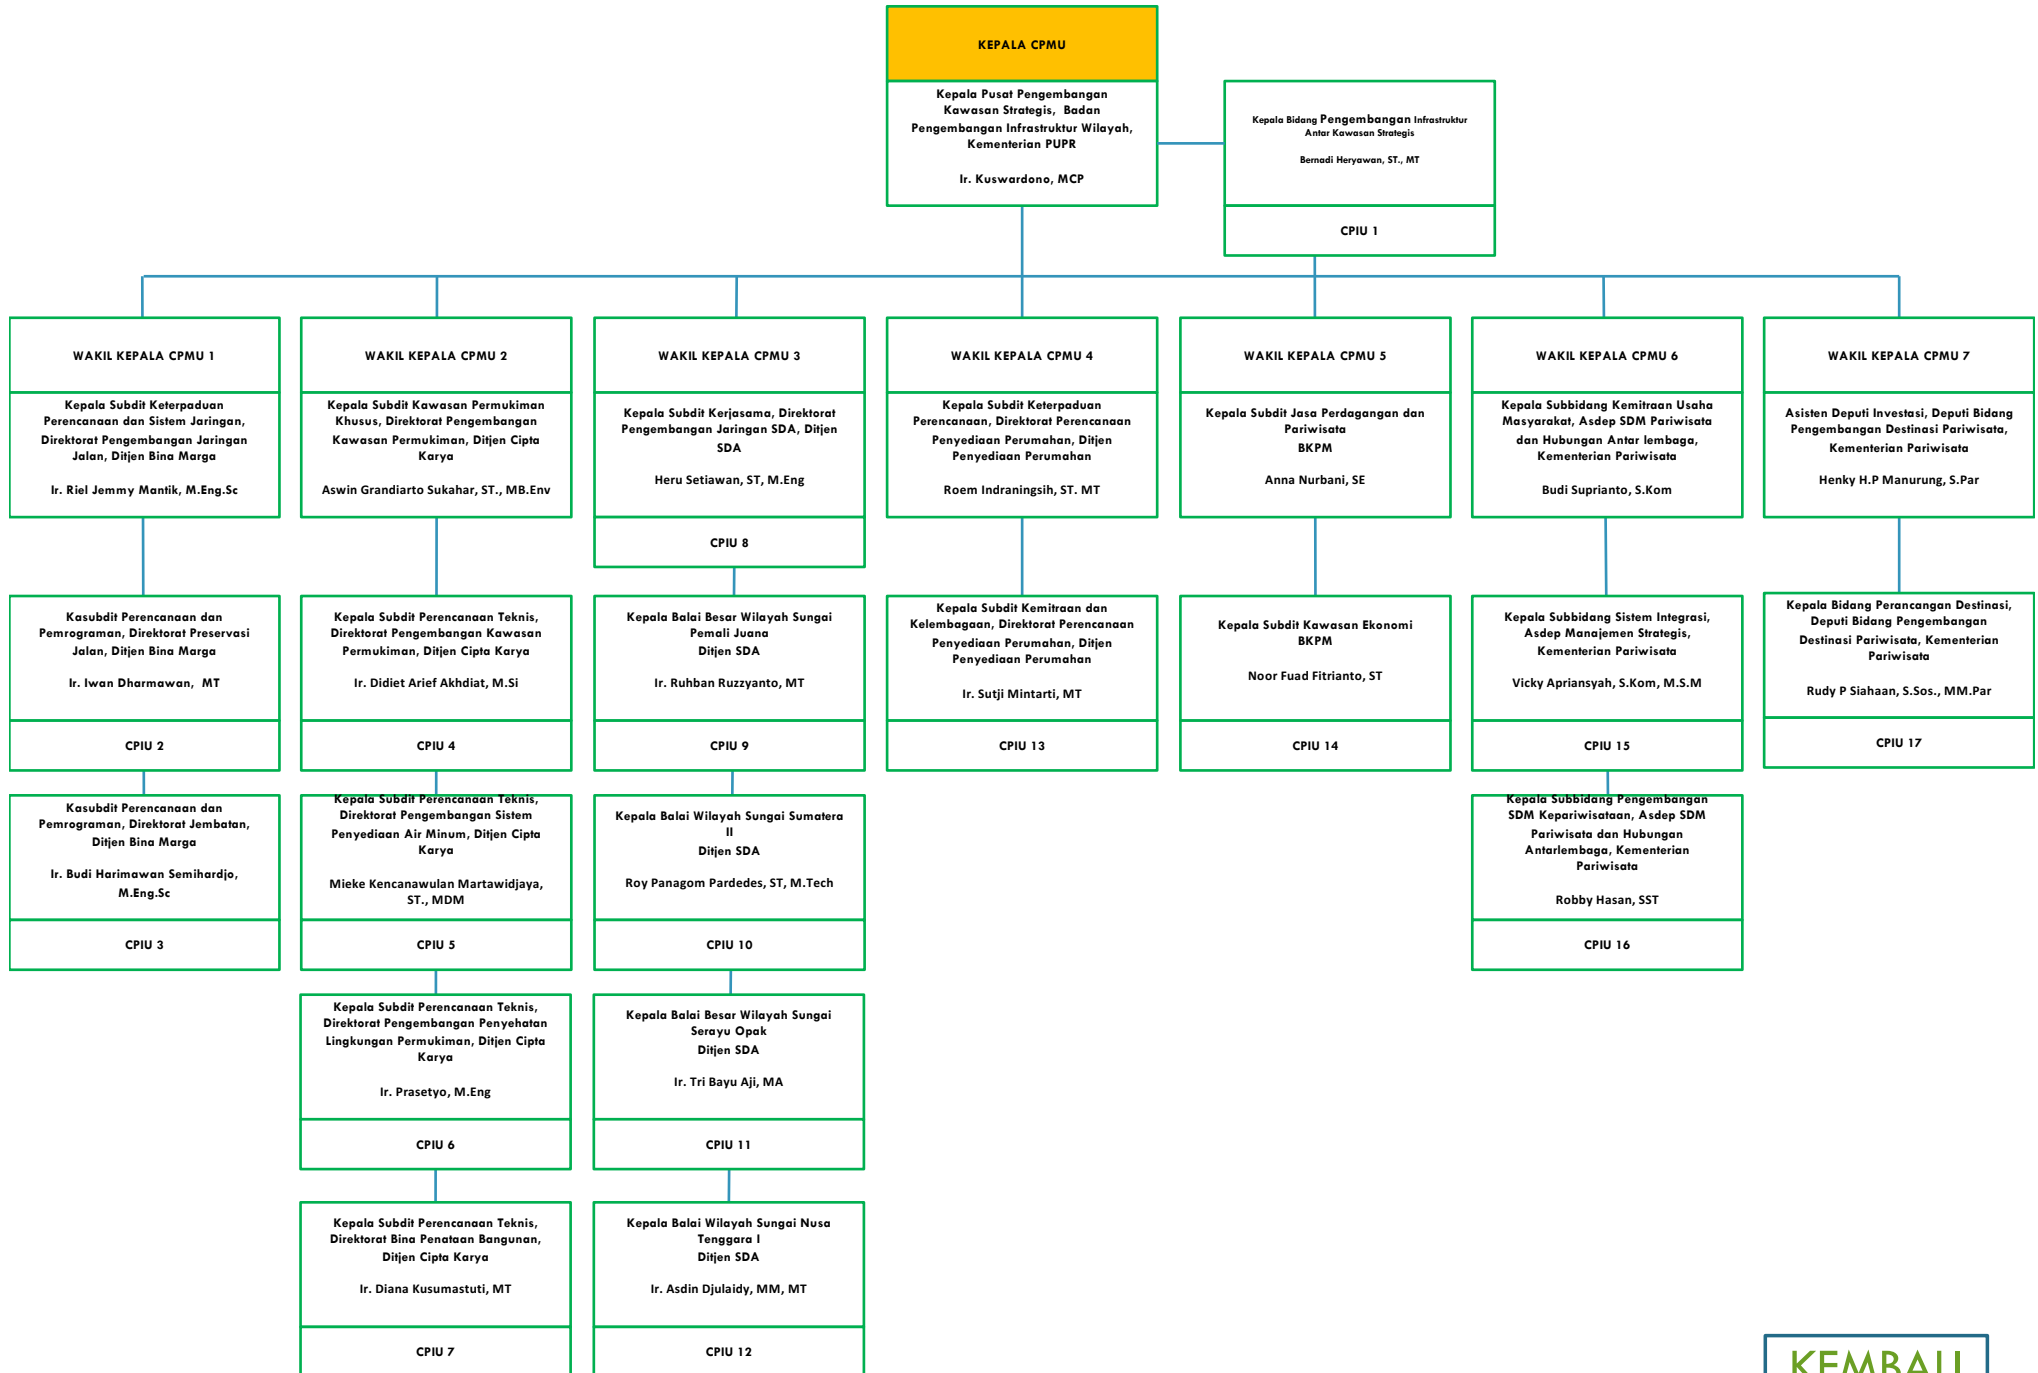 KEPALA CPMU
Kepala Pusat Pengembangan
Kawasan Strategis, Badan
Pengembangan Infrastruktur Wilayah,
Kementerian PUPR
Ir. Kuswardono, MCP
Kepala Bidang Pengembangan Infrastruktur
Antar Kawasan Strategis
Bernadi Heryawan, ST., MT
CPIU 1
WAKIL KEPALA CPMU 1
Kepala Subdit Keterpaduan
Perencanaan dan Sistem Jaringan,
Direktorat Pengembangan Jaringan
Jalan, Ditjen Bina Marga
Ir. Riel Jemmy Mantik, M.Eng.Sc
Kasubdit Perencanaan dan
Pemrograman, Direktorat Preservasi
Jalan, Ditjen Bina Marga
Ir. Iwan Dharmawan, MT
CPIU 2
Kasubdit Perencanaan dan
Pemrograman, Direktorat Jembatan,
Ditjen Bina Marga
Ir. Budi Harimawan Semihardjo,
M.Eng.Sc
CPIU 3
WAKIL KEPALA CPMU 2
Kepala Subdit Kawasan Permukiman
Khusus, Direktorat Pengembangan
Kawasan Permukiman, Ditjen Cipta
Karya
Aswin Grandiarto Sukahar, ST., MB.Env
Kepala Subdit Perencanaan Teknis,
Direktorat Pengembangan Kawasan
Permukiman, Ditjen Cipta Karya
Ir. Didiet Arief Akhdiat, M.Si
CPIU 4
Kepala Subdit Perencanaan Teknis,
Direktorat Pengembangan Sistem
Penyediaan Air Minum, Ditjen Cipta
Karya
Mieke Kencanawulan Martawidjaya,
ST., MDM
CPIU 5
Kepala Subdit Perencanaan Teknis,
Direktorat Pengembangan Penyehatan
Lingkungan Permukiman, Ditjen Cipta
Karya
Ir. Prasetyo, M.Eng
CPIU 6
Kepala Subdit Perencanaan Teknis,
Direktorat Bina Penataan Bangunan,
Ditjen Cipta Karya
Ir. Diana Kusumastuti, MT
CPIU 7
WAKIL KEPALA CPMU 3
Kepala Subdit Kerjasama, Direktorat
Pengembangan Jaringan SDA, Ditjen
SDA
Heru Setiawan, ST, M.Eng
CPIU 8
Kepala Balai Besar Wilayah Sungai
Pemali Juana
Ditjen SDA
Ir. Ruhban Ruzzyanto, MT
CPIU 9
Kepala Balai Wilayah Sungai Sumatera
II
Ditjen SDA
Roy Panagom Pardedes, ST, M.Tech
CPIU 10
Kepala Balai Besar Wilayah Sungai
Serayu Opak
Ditjen SDA
Ir. Tri Bayu Aji, MA
CPIU 11
Kepala Balai Wilayah Sungai Nusa
Tenggara I
Ditjen SDA
Ir. Asdin Djulaidy, MM, MT
CPIU 12
WAKIL KEPALA CPMU 4
Kepala Subdit Keterpaduan
Perencanaan, Direktorat Perencanaan
Penyediaan Perumahan, Ditjen
Penyediaan Perumahan
Roem Indraningsih, ST. MT
Kepala Subdit Kemitraan dan
Kelembagaan, Direktorat Perencanaan
Penyediaan Perumahan, Ditjen
Penyediaan Perumahan
Ir. Sutji Mintarti, MT
CPIU 13
WAKIL KEPALA CPMU 5
Kepala Subdit Jasa Perdagangan dan
Pariwisata
BKPM
Anna Nurbani, SE
Kepala Subdit Kawasan Ekonomi
BKPM
Noor Fuad Fitrianto, ST
CPIU 14
WAKIL KEPALA CPMU 6
Kepala Subbidang Kemitraan Usaha
Masyarakat, Asdep SDM Pariwisata
dan Hubungan Antar lembaga,
Kementerian Pariwisata
Budi Suprianto, S.Kom
Kepala Subbidang Sistem Integrasi,
Asdep Manajemen Strategis,
Kementerian Pariwisata
Vicky Apriansyah, S.Kom, M.S.M
CPIU 15
Kepala Subbidang Pengembangan
SDM Kepariwisataan, Asdep SDM
Pariwisata dan Hubungan
Antarlembaga, Kementerian
Pariwisata
Robby Hasan, SST
CPIU 16
WAKIL KEPALA CPMU 7
Asisten Deputi Investasi, Deputi Bidang
Pengembangan Destinasi Pariwisata,
Kementerian Pariwisata
Henky H.P Manurung, S.Par
Kepala Bidang Perancangan Destinasi,
Deputi Bidang Pengembangan
Destinasi Pariwisata, Kementerian
Pariwisata
Rudy P Siahaan, S.Sos., MM.Par
CPIU 17
KEMBALI